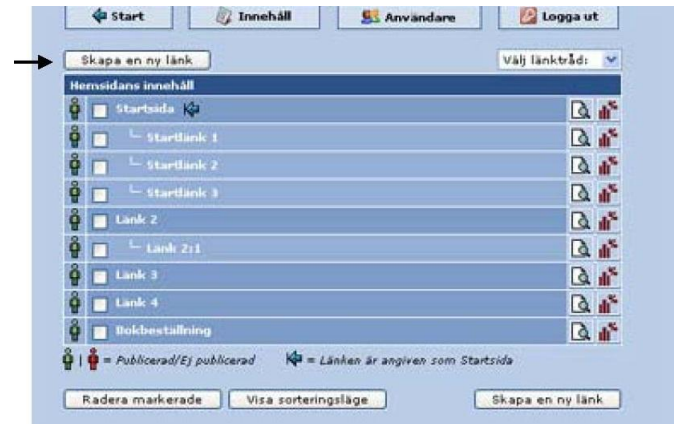 Start Innehåll Användare Logga ut
Skapa en ny länk Välj länktråd:
Hemsidans innehåll
Startsida
Startlänk 1
Startlänk 2
Startlänk 3
Länk 2
Länk 2:1
Länk 3
Länk 4
Bokbeställning
| = Publicerad/Ej publicerad = Länken är angiven som Startsida
Radera markerade Visa sorteringsläge Skapa en ny länk